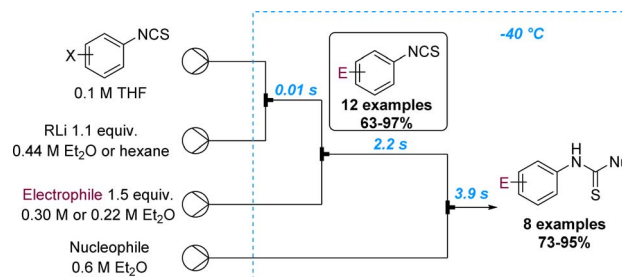 NCS
X
0.1 M THF
RLi 1.1 equiv.
0.44 M Et₂O or hexane
Electrophile 1.5 equiv.
0.30 M or 0.22 M Et₂O
Nucleophile
0.6 M Et₂O
-40 °C
0.01 s
NCS
E
12 examples
63-97%
2.2 s
3.9 s
H
N
E
S
8 examples
73-95%